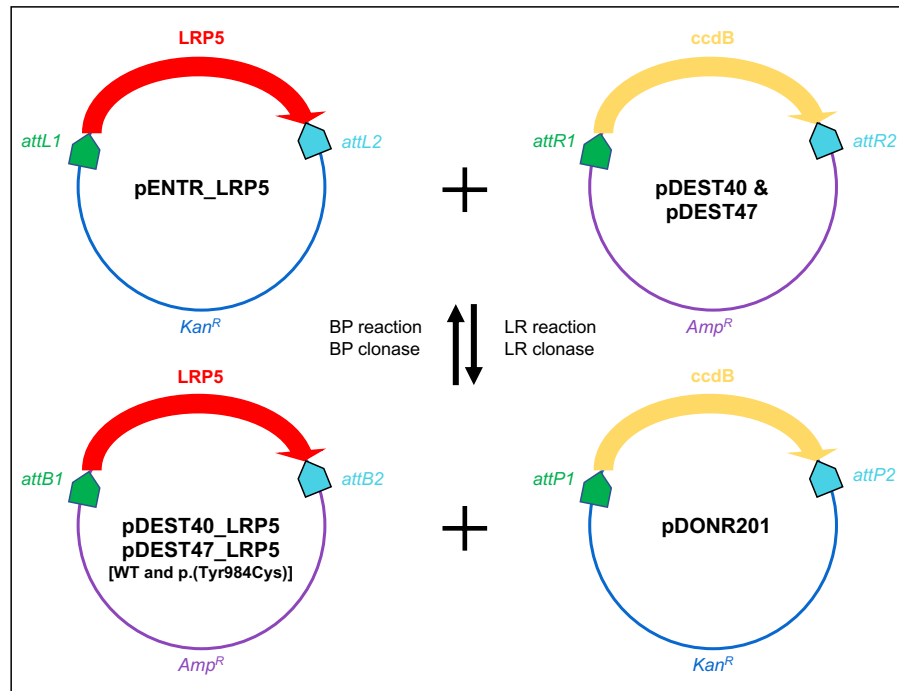 LRP5
ccdB
attL1
attL2
attR1
attR2
pENTR_LRP5
pDEST40 &
pDEST47
Kan^R
Amp^R
BP reaction
BP clonase
LR reaction
LR clonase
LRP5
ccdB
attB1
attB2
attP1
attP2
pDEST40_LRP5
pDEST47_LRP5
[WT and p.(Tyr984Cys)]
pDONR201
Amp^R
Kan^R